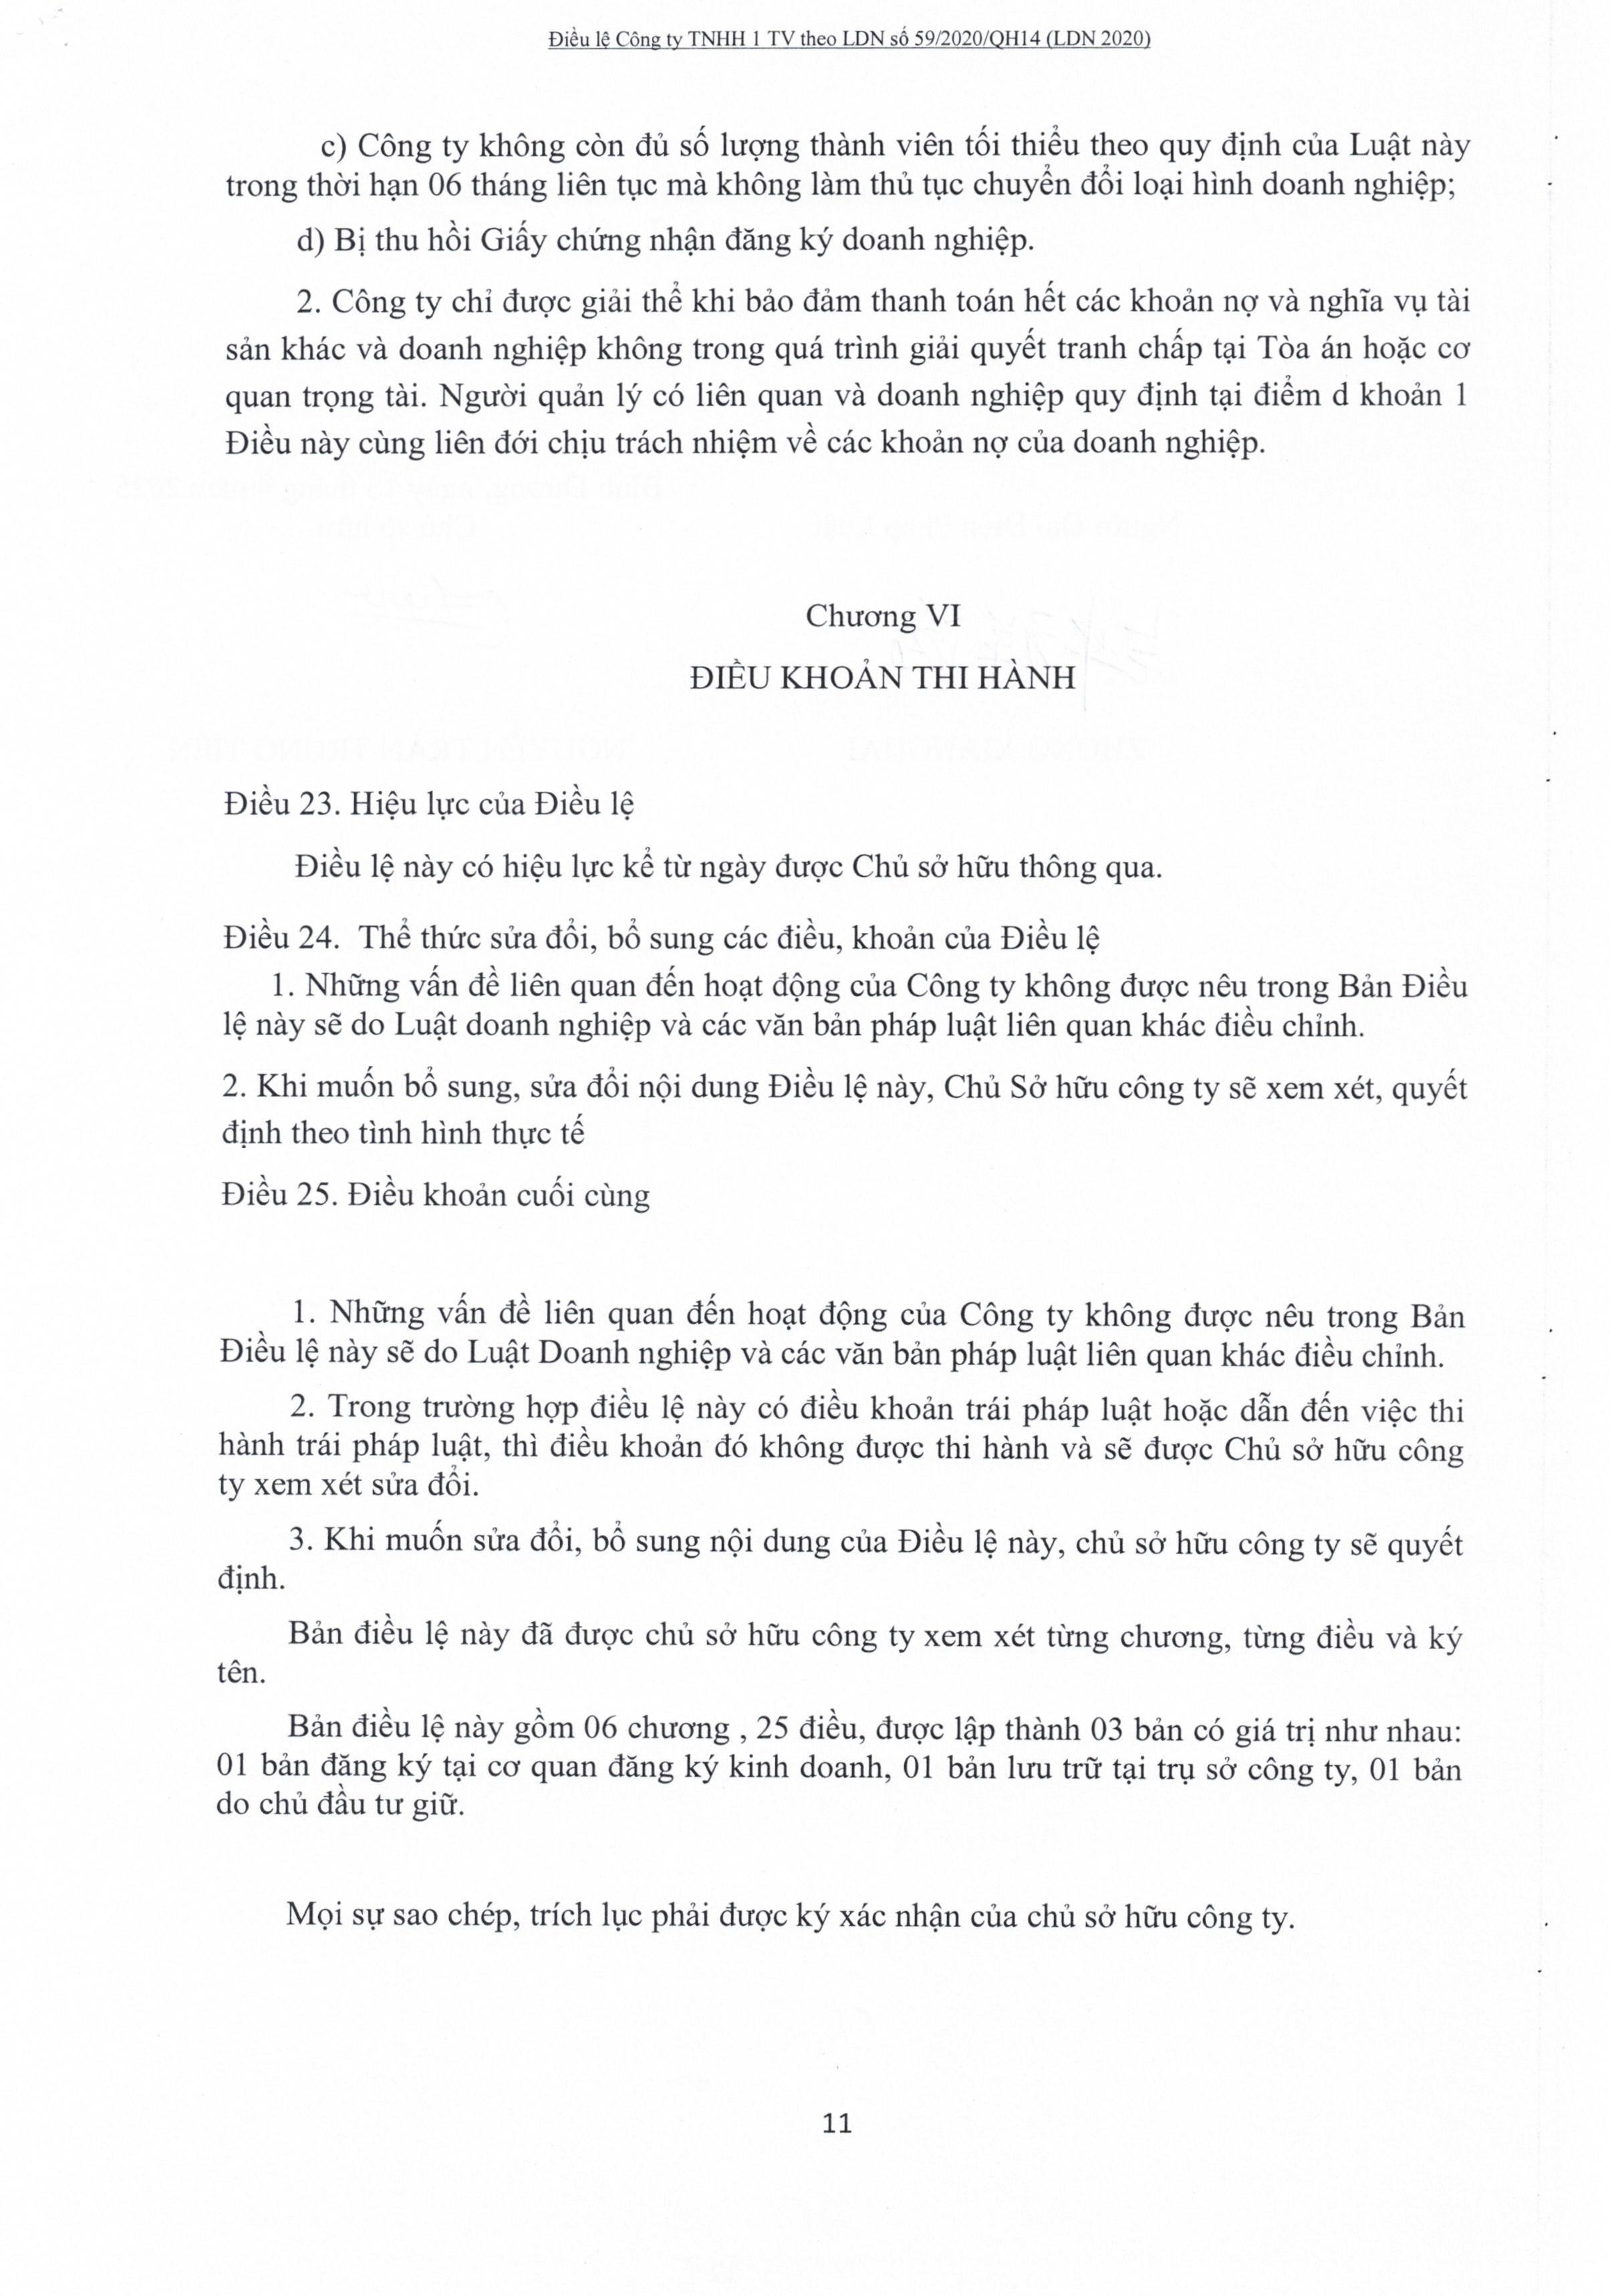 Điều lệ Công ty TNHH 1 TV theo LDN số 59/2020/QH14 (LDN 2020)
c) Công ty không còn đủ số lượng thành viên tối thiểu theo quy định của Luật này
trong thời hạn 06 tháng liên tục mà không làm thủ tục chuyển đổi loại hình doanh nghiệp;
d) Bị thu hồi Giấy chứng nhận đăng ký doanh nghiệp.
2. Công ty chỉ được giải thể khi bảo đảm thanh toán hết các khoản nợ và nghĩa vụ tài
sản khác và doanh nghiệp không trong quá trình giải quyết tranh chấp tại Tòa án hoặc cơ
quan trọng tài. Người quản lý có liên quan và doanh nghiệp quy định tại điểm d khoản 1
Điều này cùng liên đới chịu trách nhiệm về các khoản nợ của doanh nghiệp.
Chương VI
ĐIỀU KHOẢN THI HÀNH
Điều 23. Hiệu lực của Điều lệ
Điều lệ này có hiệu lực kể từ ngày được Chủ sở hữu thông qua.
Điều 24. Thể thức sửa đổi, bổ sung các điều, khoản của Điều lệ
1. Những vấn đề liên quan đến hoạt động của Công ty không được nêu trong Bản Điều
lệ này sẽ do Luật doanh nghiệp và các văn bản pháp luật liên quan khác điều chỉnh.
2. Khi muốn bổ sung, sửa đổi nội dung Điều lệ này, Chủ Sở hữu công ty sẽ xem xét, quyết
định theo tình hình thực tế
Điều 25. Điều khoản cuối cùng
1. Những vấn đề liên quan đến hoạt động của Công ty không được nêu trong Bản
Điều lệ này sẽ do Luật Doanh nghiệp và các văn bản pháp luật liên quan khác điều chỉnh.
2. Trong trường hợp điều lệ này có điều khoản trái pháp luật hoặc dẫn đến việc thi
hành trái pháp luật, thì điều khoản đó không được thi hành và sẽ được Chủ sở hữu công
ty xem xét sửa đổi.
3. Khi muốn sửa đổi, bổ sung nội dung của Điều lệ này, chủ sở hữu công ty sẽ quyết
định.
Bản điều lệ này đã được chủ sở hữu công ty xem xét từng chương, từng điều và ký
tên.
Bản điều lệ này gồm 06 chương , 25 điều, được lập thành 03 bản có giá trị như nhau:
01 bản đăng ký tại cơ quan đăng ký kinh doanh, 01 bản lưu trữ tại trụ sở công ty, 01 bản
do chủ đầu tư giữ.
Mọi sự sao chép, trích lục phải được ký xác nhận của chủ sở hữu công ty.
11